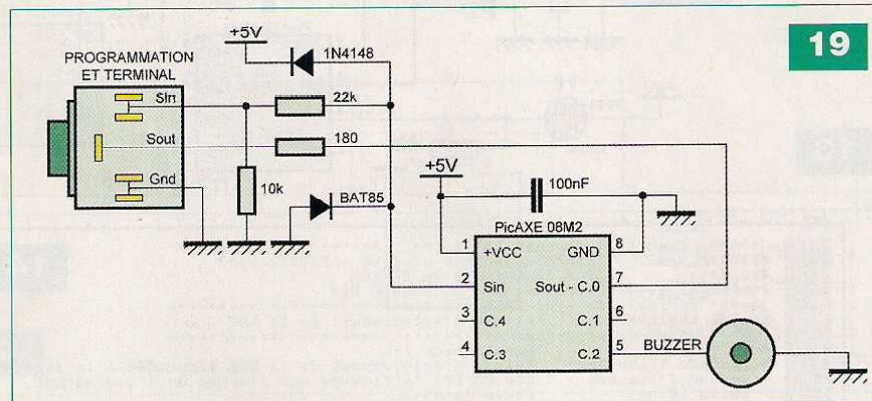 19
+5V
1N4148
PROGRAMMATION
ET TERMINAL
Sin
22k
Sout
180
+5V
Gnd
10k
BAT85
100nF
PicAXE 08M2
1 +VCC GND 8
2 Sin Sout - C.0 7
3 C.4 C.1 6
4 C.3 C.2 5 BUZZER